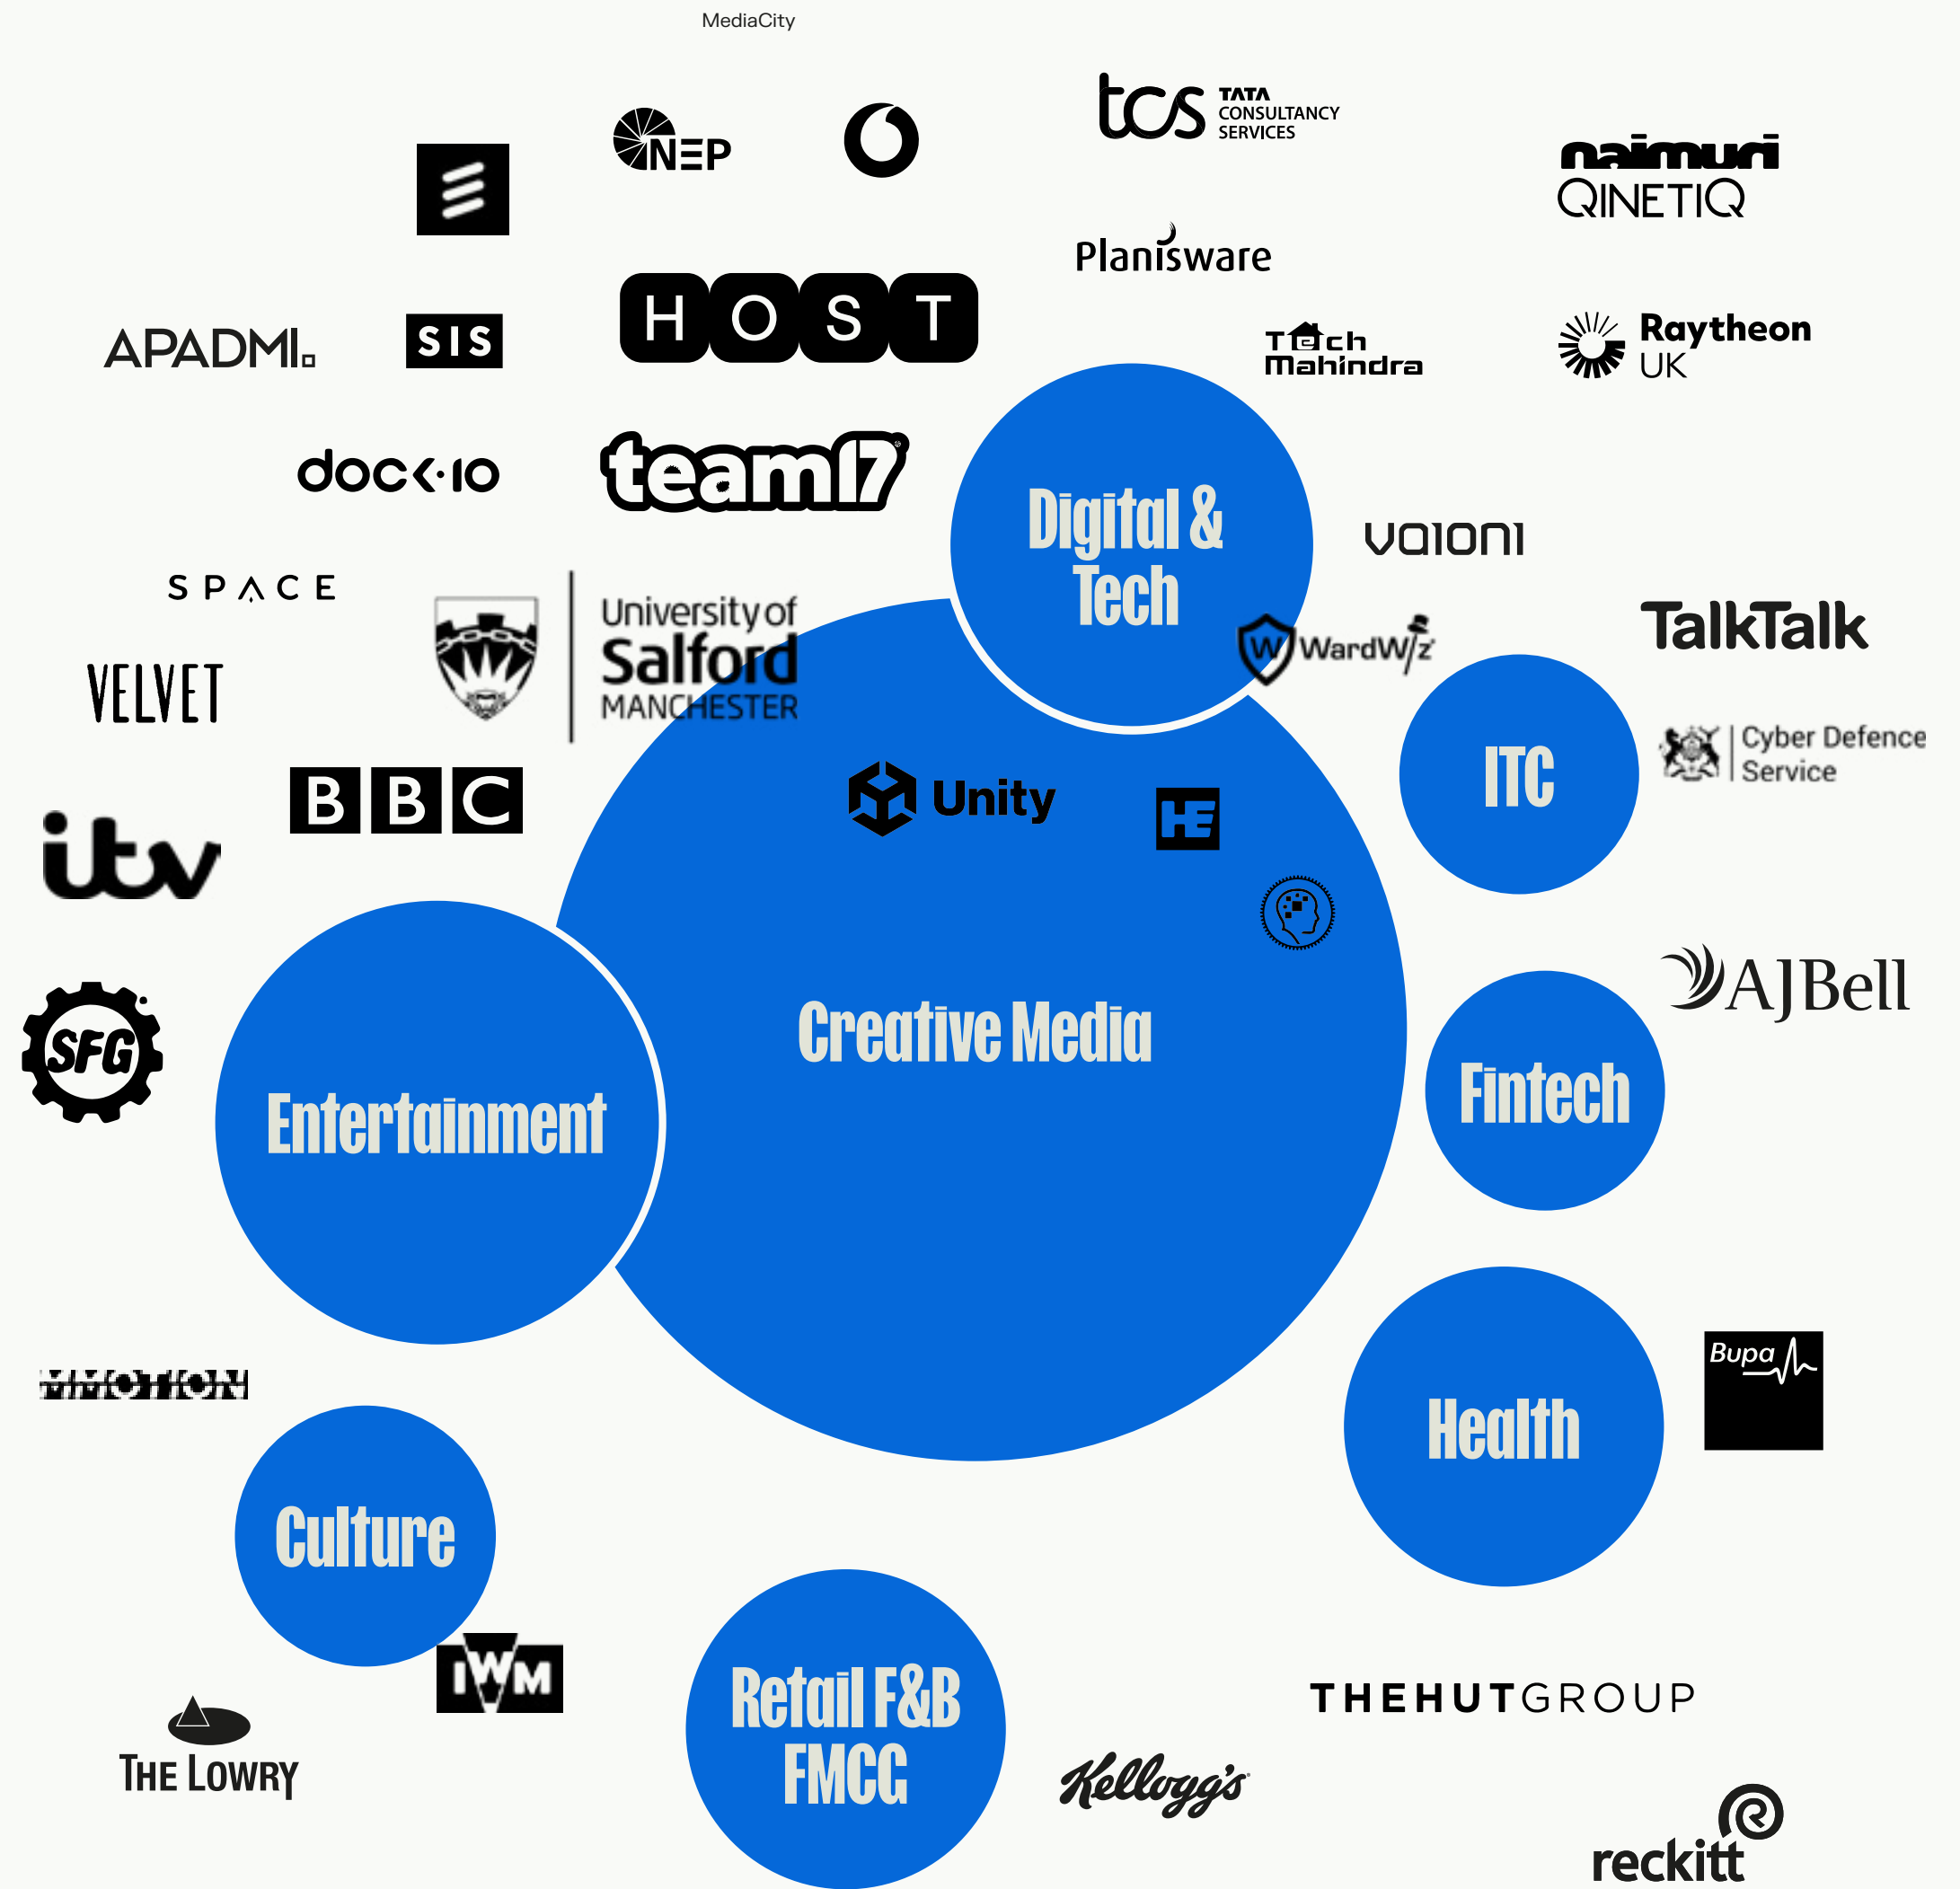 MediaCity
tcs TATA
CONSULTANCY
SERVICES
NEP
naimuri
QINETIQ
Planisware
HOST
SIS
APADMI
Tech
Mahindra
Raytheon
UK
team17
dock10
vaioni
SPACE
University of
Salford
MANCHESTER
Digital &
Tech
TalkTalk
W WardWiz
VELVET
Cyber Defence
Service
ITC
BBC
Unity
HE
itv
AJBell
SFG
Creative Media
Entertainment
Fintech
Bupa
MMOTION
Health
Culture
IWM
Retail F&B
FMCG
THEHUTGROUP
THE LOWRY
Kellogg's
reckitt